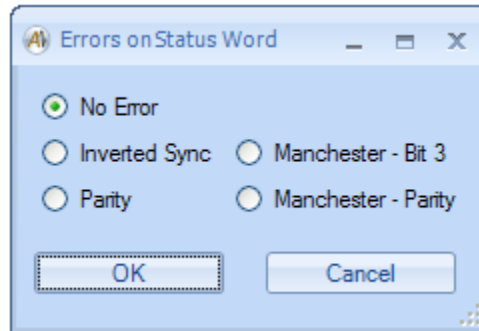 Errors on Status Word
No Error
Inverted Sync Manchester - Bit 3
Parity Manchester - Parity
OK Cancel